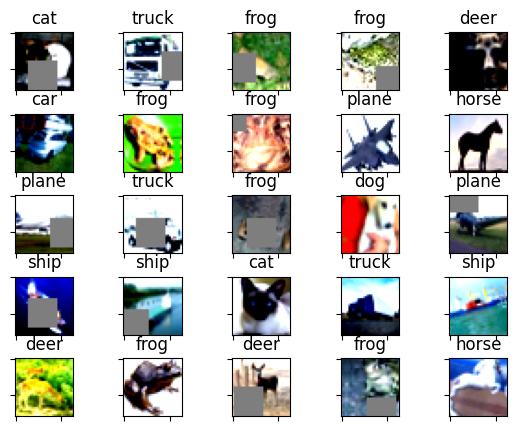 cat truck frog frog deer
car frog frog plane horse
plane truck frog dog plane
ship ship cat truck ship
deer frog deer frog horse